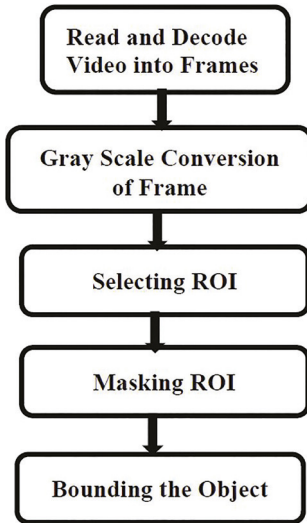 Read and Decode
Video into Frames
Gray Scale Conversion
of Frame
Selecting ROI
Masking ROI
Bounding the Object